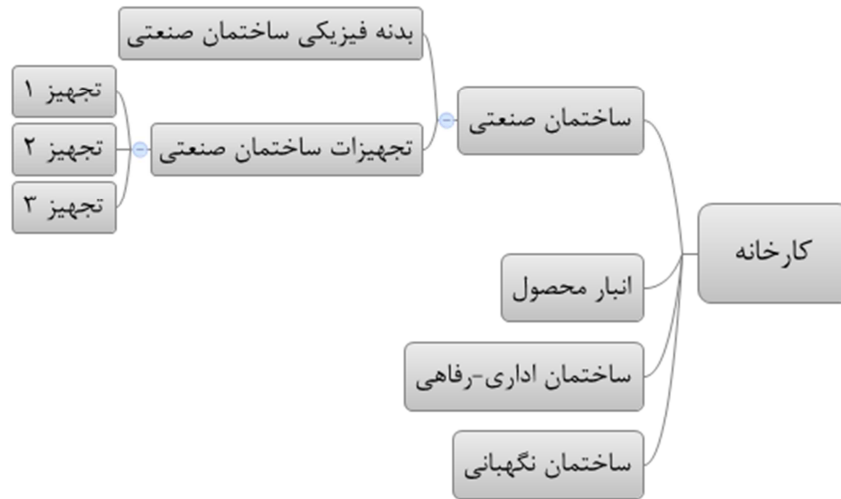 کارخانه
ساختمان صنعتی
بدنه فیزیکی ساختمان صنعتی
تجهیزات ساختمان صنعتی
تجهیز ۱
تجهیز ۲
تجهیز ۳
انبار محصول
ساختمان اداری-رفاهی
ساختمان نگهبانی